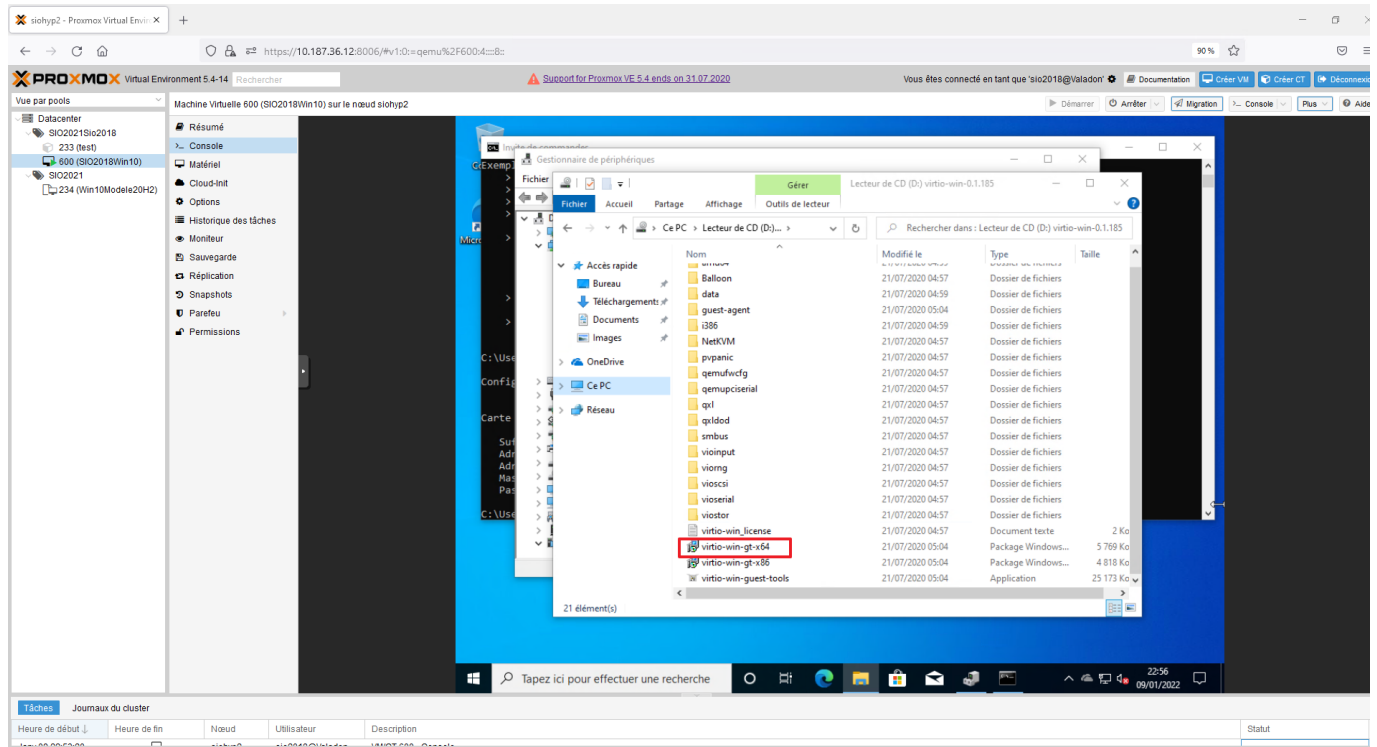 siohyp2 - Proxmox Virtual Envir
https://10.187.36.12:8006/#v1:0:=qemu%2F600:4::::8::
90 %
PROXMOX Virtual Environment 5.4-14 Rechercher
Support for Proxmox VE 5.4 ends on 31.07.2020
Vous êtes connecté en tant que 'sio2018@Valadon'
Documentation
Créer VM
Créer CT
Déconnexio
Vue par pools
Machine Virtuelle 600 (SIO2018Win10) sur le nœud siohyp2
Démarrer
Arrêter
Migration
Console
Plus
Aide
Datacenter
SIO2021Sio2018
233 (test)
600 (SIO2018Win10)
SIO2021
234 (Win10Modele20H2)
Résumé
Console
Matériel
Cloud-Init
Options
Historique des tâches
Moniteur
Sauvegarde
Réplication
Snapshots
Parefeu
Permissions
Gestionnaire de périphériques
Fichier
Gérer
Lecteur de CD (D:) virtio-win-0.1.185
Fichier Accueil Partage Affichage Outils de lecteur
Ce PC > Lecteur de CD (D:)... >
Rechercher dans : Lecteur de CD (D:) virtio-win-0.1.185
Accès rapide
Bureau
Téléchargements
Documents
Images
OneDrive
Ce PC
Réseau
Nom Modifié le Type Taille
Balloon 21/07/2020 04:57 Dossier de fichiers
data 21/07/2020 04:59 Dossier de fichiers
guest-agent 21/07/2020 05:04 Dossier de fichiers
i386 21/07/2020 04:59 Dossier de fichiers
NetKVM 21/07/2020 04:57 Dossier de fichiers
pvpanic 21/07/2020 04:57 Dossier de fichiers
qemufwcfg 21/07/2020 04:57 Dossier de fichiers
qemupciserial 21/07/2020 04:57 Dossier de fichiers
qxl 21/07/2020 04:57 Dossier de fichiers
qxldod 21/07/2020 04:57 Dossier de fichiers
smbus 21/07/2020 04:57 Dossier de fichiers
vioinput 21/07/2020 04:57 Dossier de fichiers
viorng 21/07/2020 04:57 Dossier de fichiers
vioscsi 21/07/2020 04:57 Dossier de fichiers
vioserial 21/07/2020 04:57 Dossier de fichiers
viostor 21/07/2020 04:57 Dossier de fichiers
virtio-win_license 21/07/2020 04:57 Document texte 2 Ko
virtio-win-gt-x64 21/07/2020 05:04 Package Windows... 5 769 Ko
virtio-win-gt-x86 21/07/2020 05:04 Package Windows... 4 818 Ko
virtio-win-guest-tools 21/07/2020 05:04 Application 25 173 Ko
21 élément(s)
C:\Use
Config
Carte
Suf
Adr
Adr
Mas
Pas
C:\Use
Tapez ici pour effectuer une recherche
22:56
09/01/2022
Tâches Journaux du cluster
Heure de début Heure de fin Nœud Utilisateur Description Statut